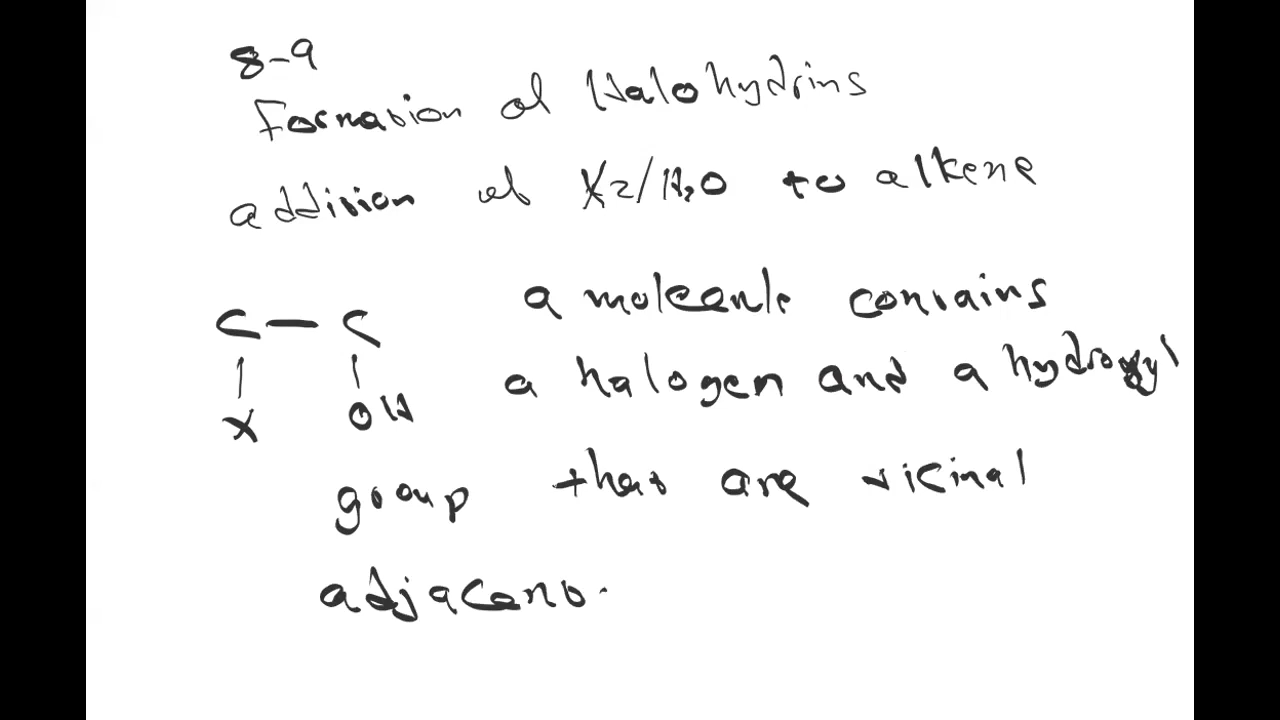 8-9
Formation of Halohydrins
addition of X2/H2O to alkene
C — C a molecule contains
X OH a halogen and a hydroxyl
group that are vicinal
adjacent.